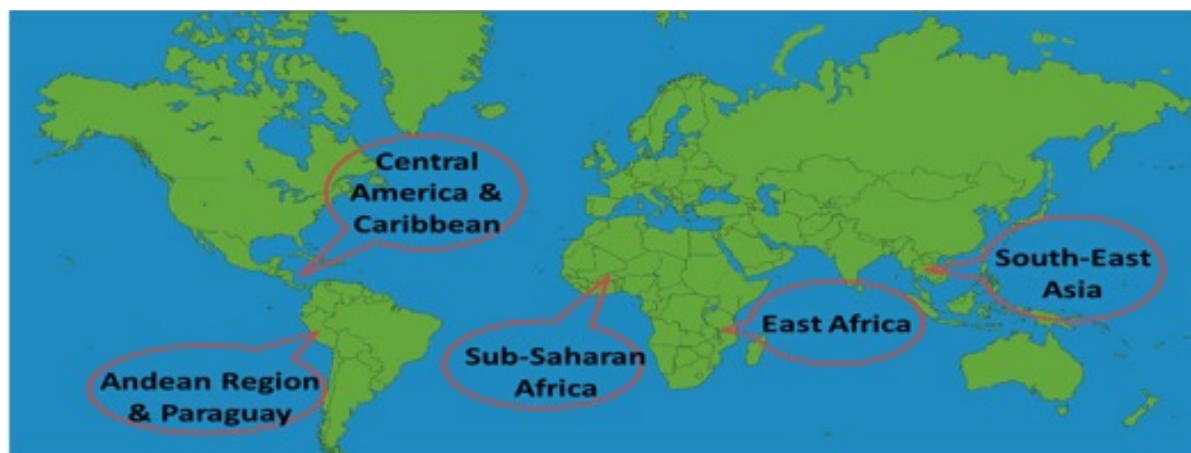 Central
America &
Caribbean
South-East
Asia
East Africa
Sub-Saharan
Africa
Andean Region
& Paraguay